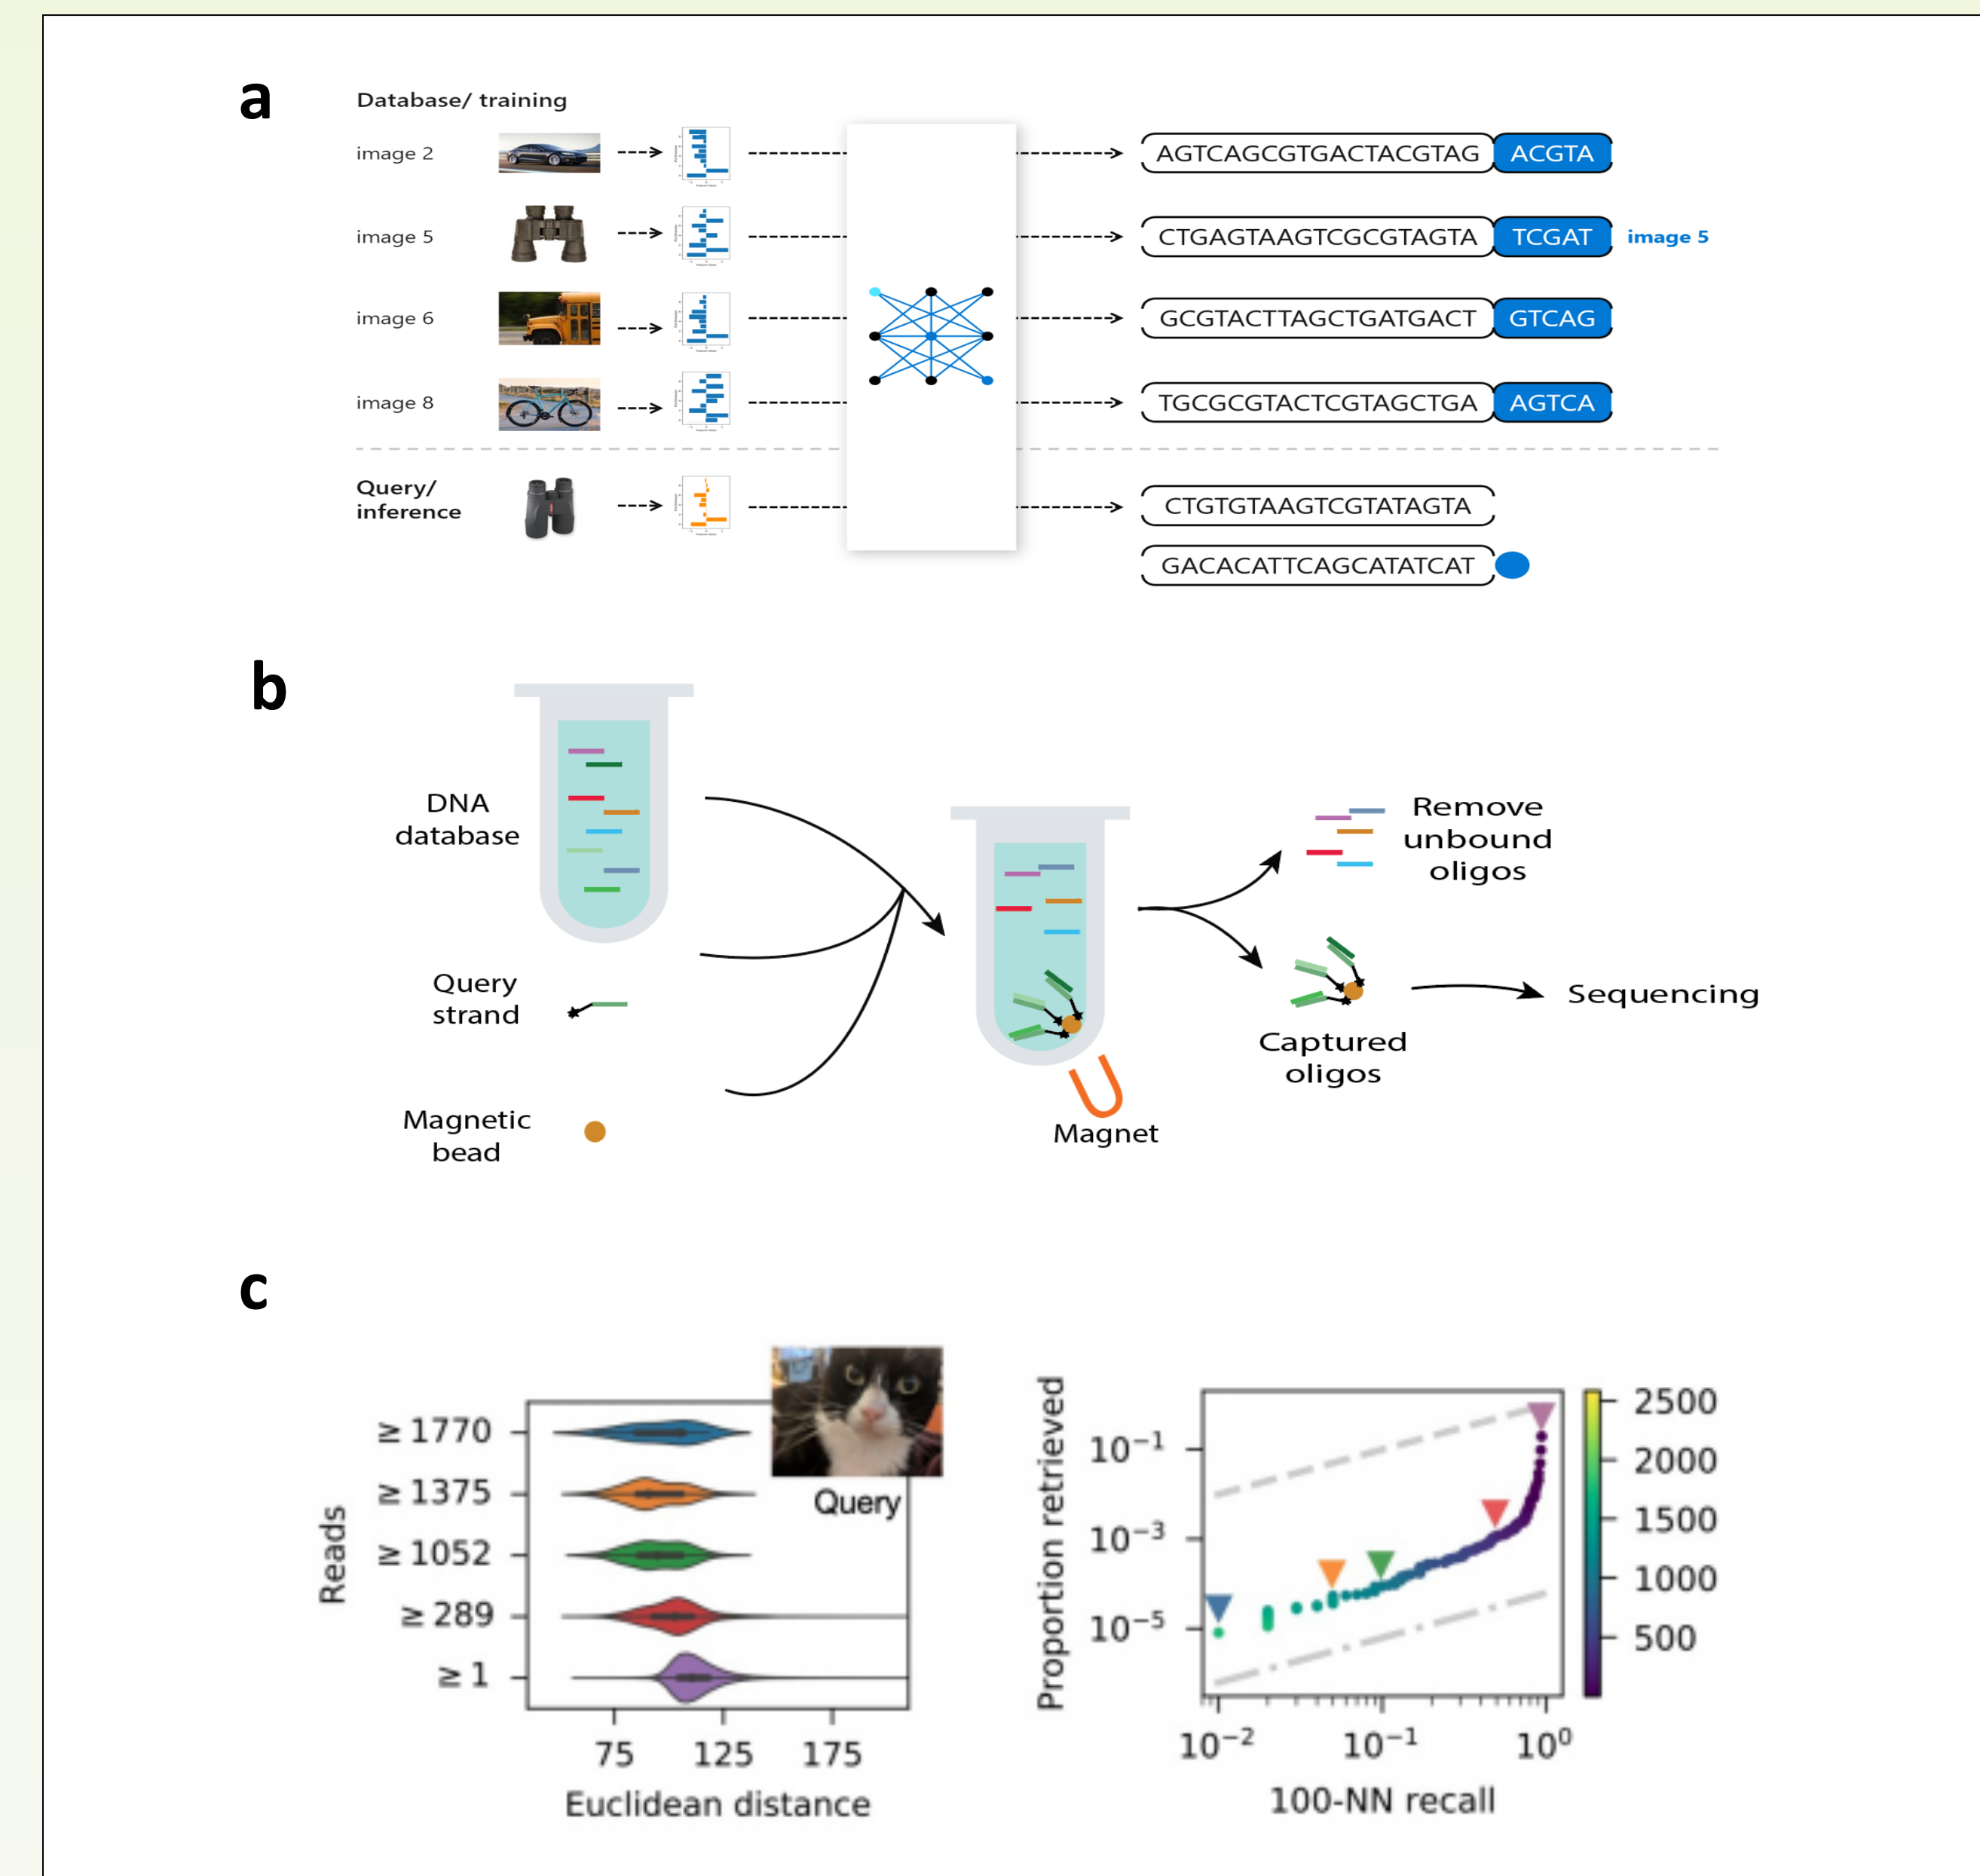 a
Database/ training
image 2
AGTCAGCGTGACTACGTAG ACGTA
image 5
CTGAGTAAGTCGCGTAGTA TCGAT image 5
image 6
GCGTACTTAGCTGATGACT GTCAG
image 8
TGCGCGTACTCGTAGCTGA AGTCA
Query/
inference
CTGTGTAAGTCGTATAGTA
GACACATTCAGCATATCAT
b
DNA
database
Query
strand
Magnetic
bead
Magnet
Remove
unbound
oligos
Captured
oligos
Sequencing
c
Reads
≥ 1770
≥ 1375
≥ 1052
≥ 289
≥ 1
Query
75 125 175
Euclidean distance
Proportion retrieved
10⁻¹
10⁻³
10⁻⁵
10⁻² 10⁻¹ 10⁰
100-NN recall
2500
2000
1500
1000
500